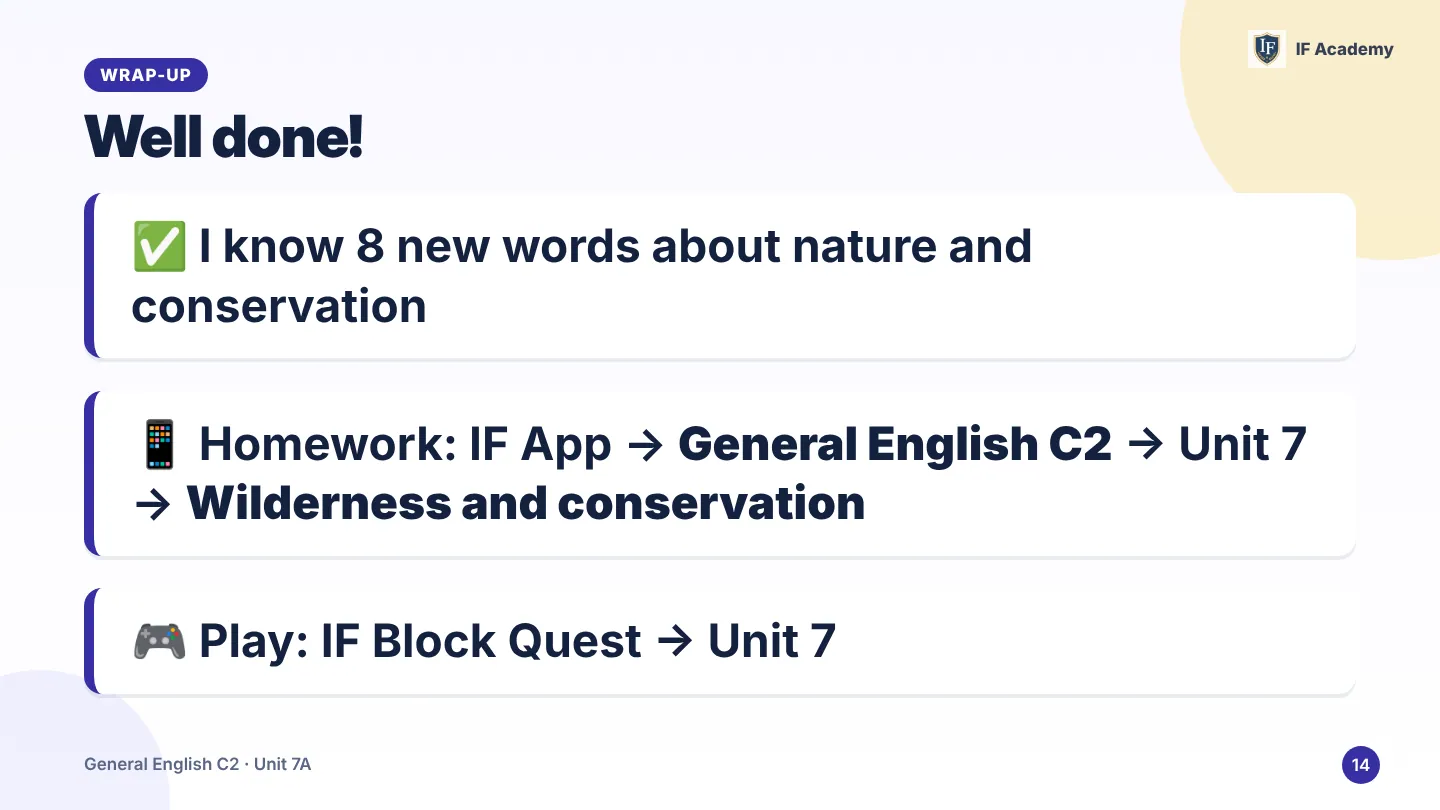 IF Academy
WRAP-UP
Well done!
✅ I know 8 new words about nature and
conservation
📱 Homework: IF App → General English C2 → Unit 7
→ Wilderness and conservation
🎮 Play: IF Block Quest → Unit 7
General English C2 · Unit 7A
14